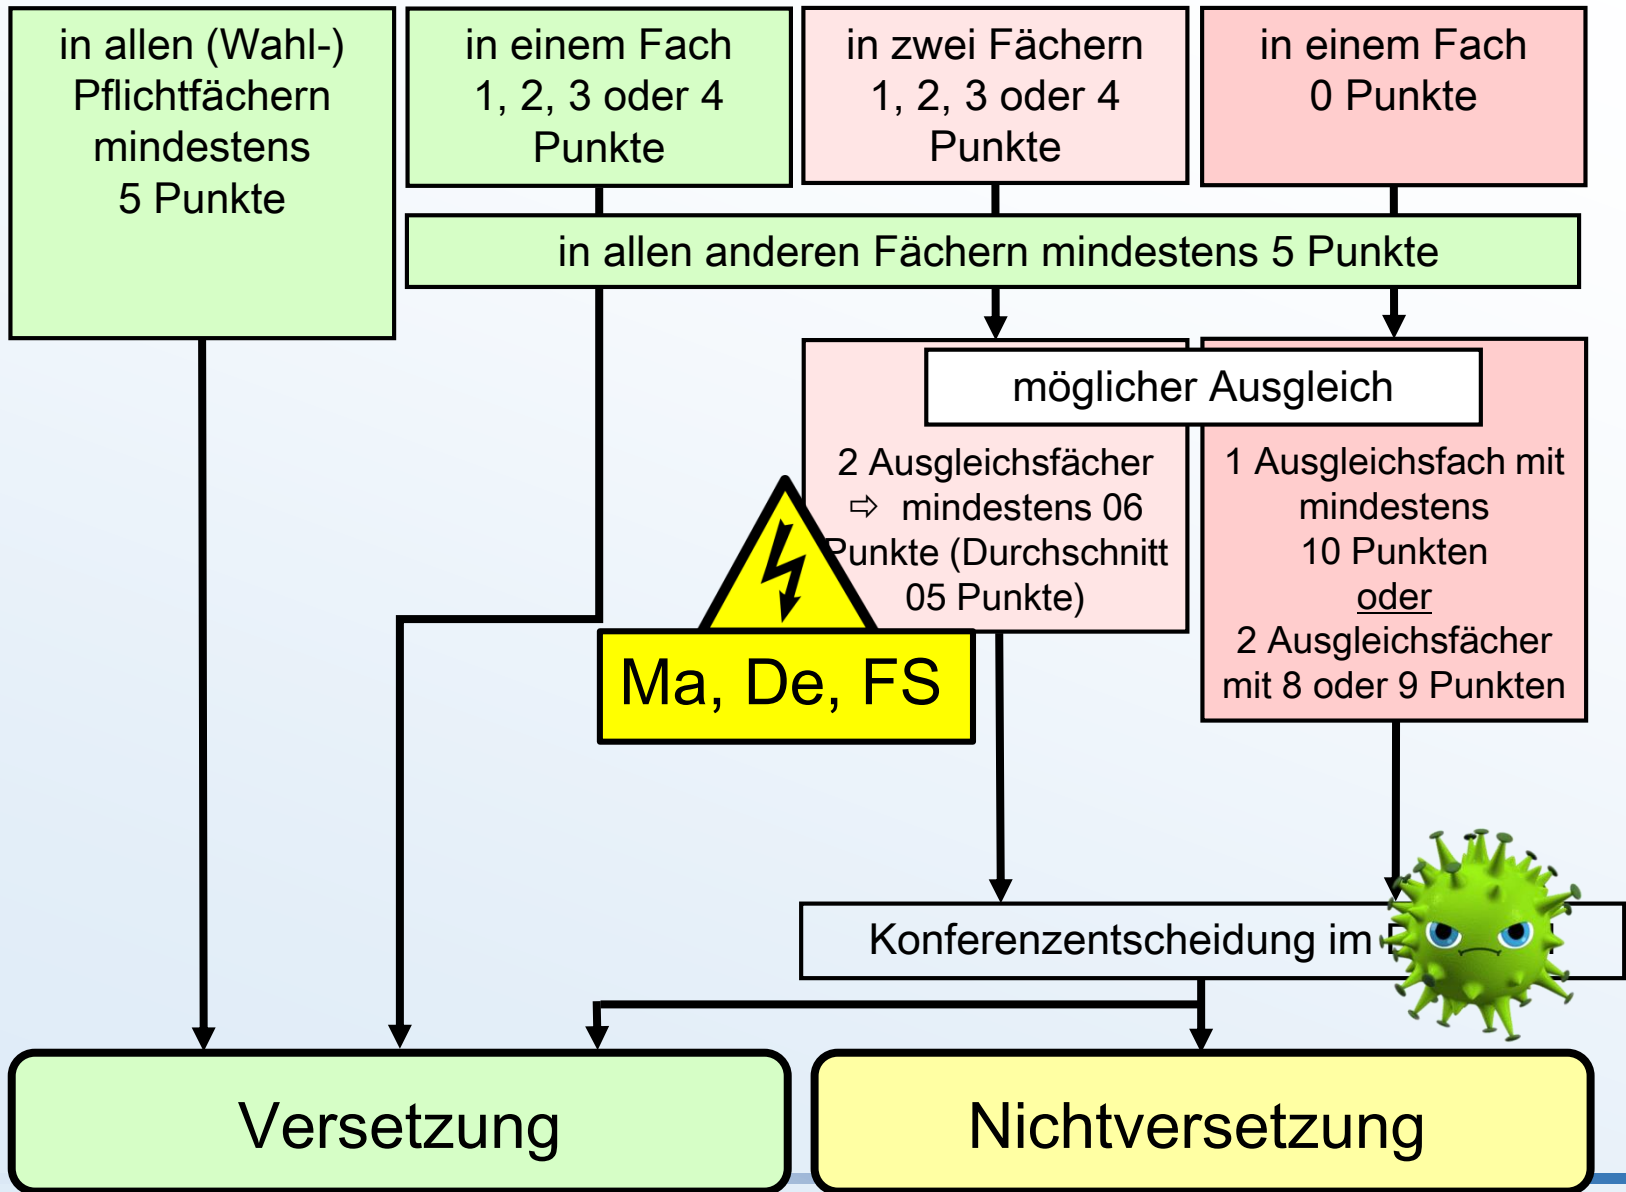 in allen (Wahl-)
Pflichtfächern
mindestens
5 Punkte
in einem Fach
1, 2, 3 oder 4
Punkte
in zwei Fächern
1, 2, 3 oder 4
Punkte
in einem Fach
0 Punkte
in allen anderen Fächern mindestens 5 Punkte
möglicher Ausgleich
2 Ausgleichsfächer
⇨ mindestens 06
Punkte (Durchschnitt
05 Punkte)
1 Ausgleichsfach mit
mindestens
10 Punkten
oder
2 Ausgleichsfächer
mit 8 oder 9 Punkten
Ma, De, FS
Konferenzentscheidung im
Versetzung
Nichtversetzung